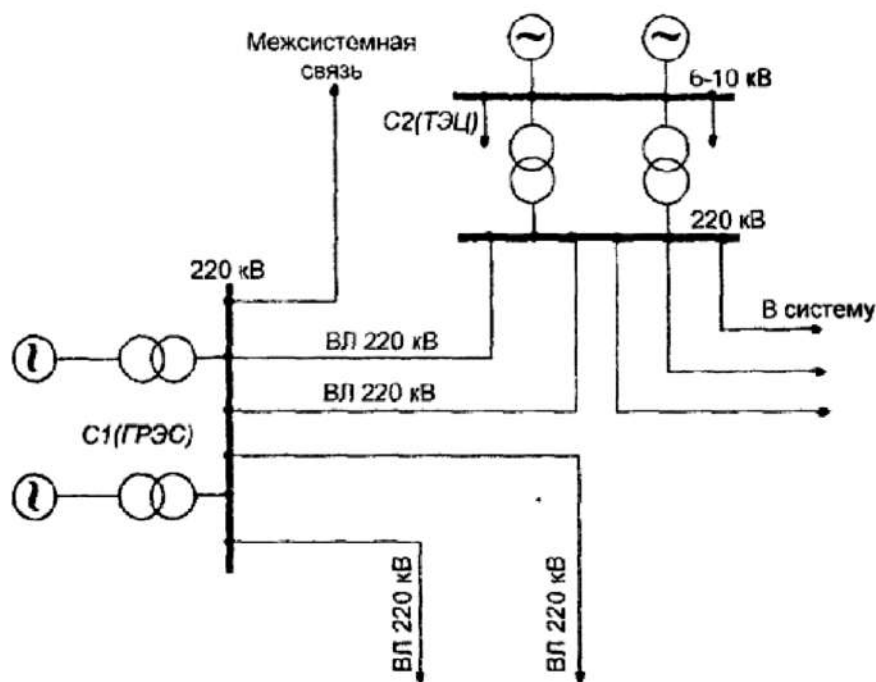 Межсистемная
связь
6-10 кВ
С2(ТЭЦ)
220 кВ
220 кВ
В систему
ВЛ 220 кВ
ВЛ 220 кВ
С1(ГРЭС)
ВЛ 220 кВ
ВЛ 220 кВ